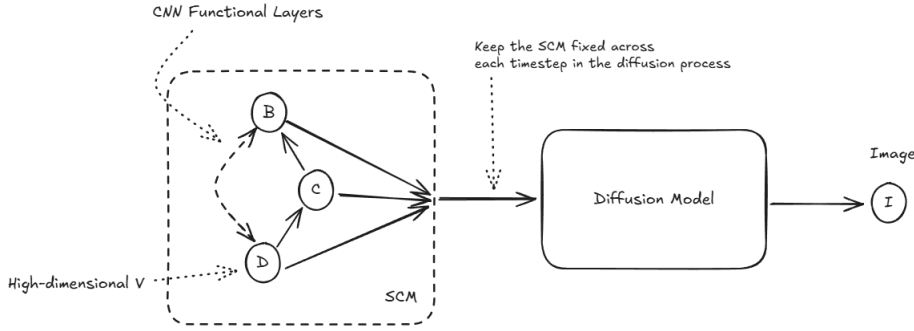 CNN Functional Layers
Keep the SCM fixed across
each timestep in the diffusion process
B
Image
C
Diffusion Model
I
D
High-dimensional V
SCM